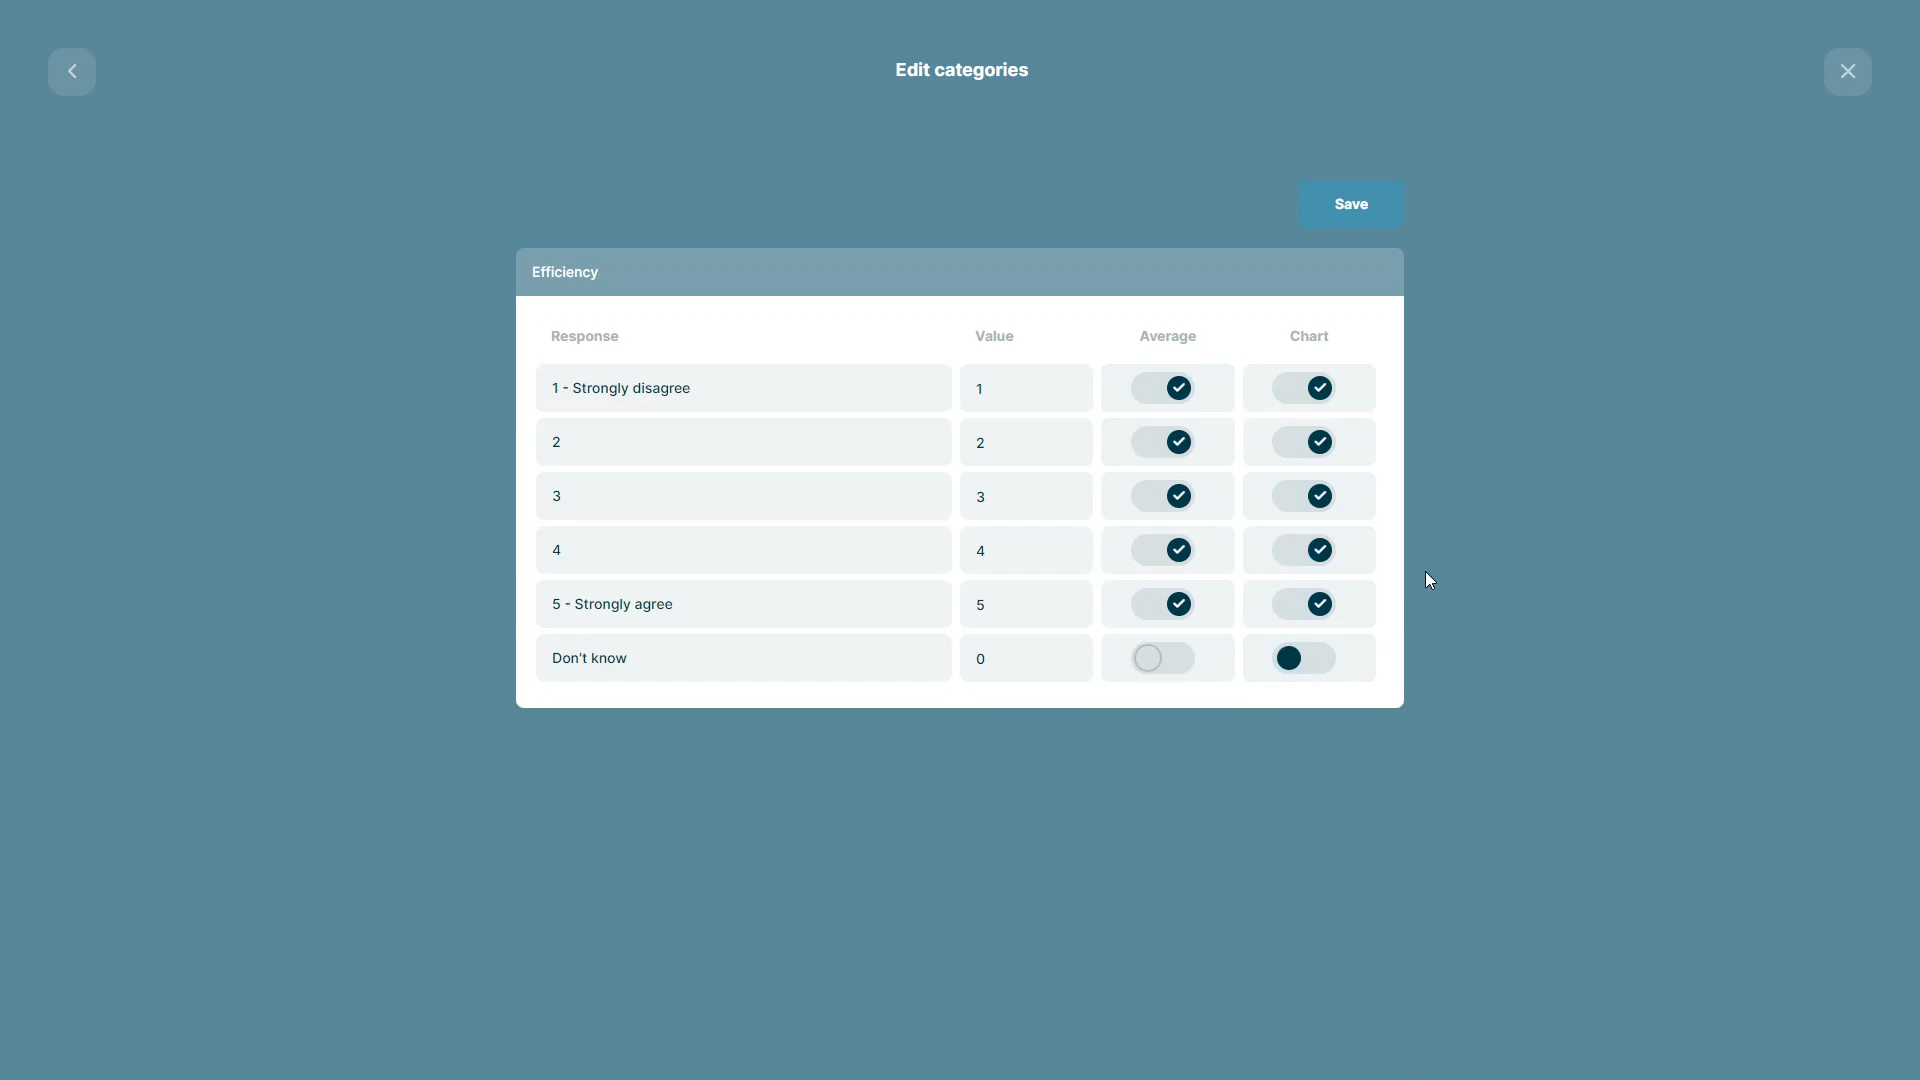 Edit categories
Save
Efficiency
Response Value Average Chart
1 - Strongly disagree 1
2 2
3 3
4 4
5 - Strongly agree 5
Don't know 0